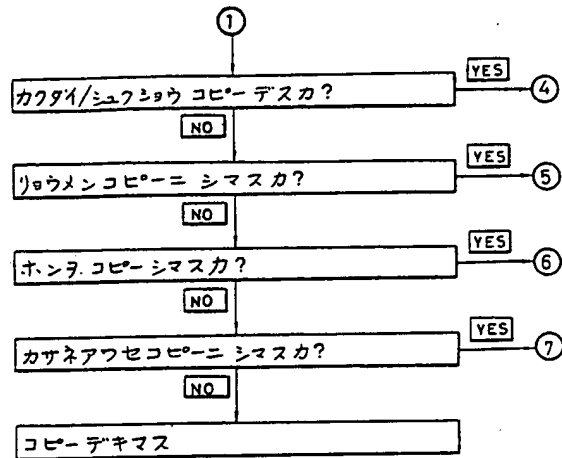 ①
カクダイ/シュクショウ コピー デスカ?
YES
④
NO
リョウメン コピーニ シマスカ?
YES
⑤
NO
ホンヲ コピー シマスカ?
YES
⑥
NO
カサネアワセコピーニ シマスカ?
YES
⑦
NO
コピー デキマス